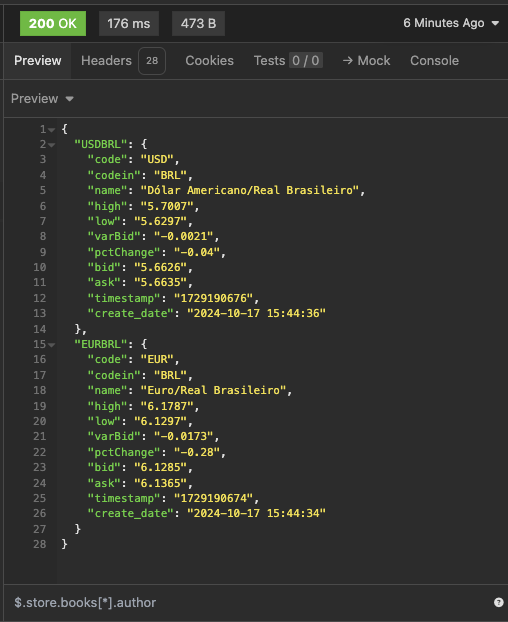 200 OK 176 ms 473 B 6 Minutes Ago
Preview Headers 28 Cookies Tests 0 / 0 → Mock Console
Preview
1 {
2 "USDBRL": {
3 "code": "USD",
4 "codein": "BRL",
5 "name": "Dólar Americano/Real Brasileiro",
6 "high": "5.7007",
7 "low": "5.6297",
8 "varBid": "-0.0021",
9 "pctChange": "-0.04",
10 "bid": "5.6626",
11 "ask": "5.6635",
12 "timestamp": "1729190676",
13 "create_date": "2024-10-17 15:44:36"
14 },
15 "EURBRL": {
16 "code": "EUR",
17 "codein": "BRL",
18 "name": "Euro/Real Brasileiro",
19 "high": "6.1787",
20 "low": "6.1297",
21 "varBid": "-0.0173",
22 "pctChange": "-0.28",
23 "bid": "6.1285",
24 "ask": "6.1365",
25 "timestamp": "1729190674",
26 "create_date": "2024-10-17 15:44:34"
27 }
28 }
$.store.books[*].author ?